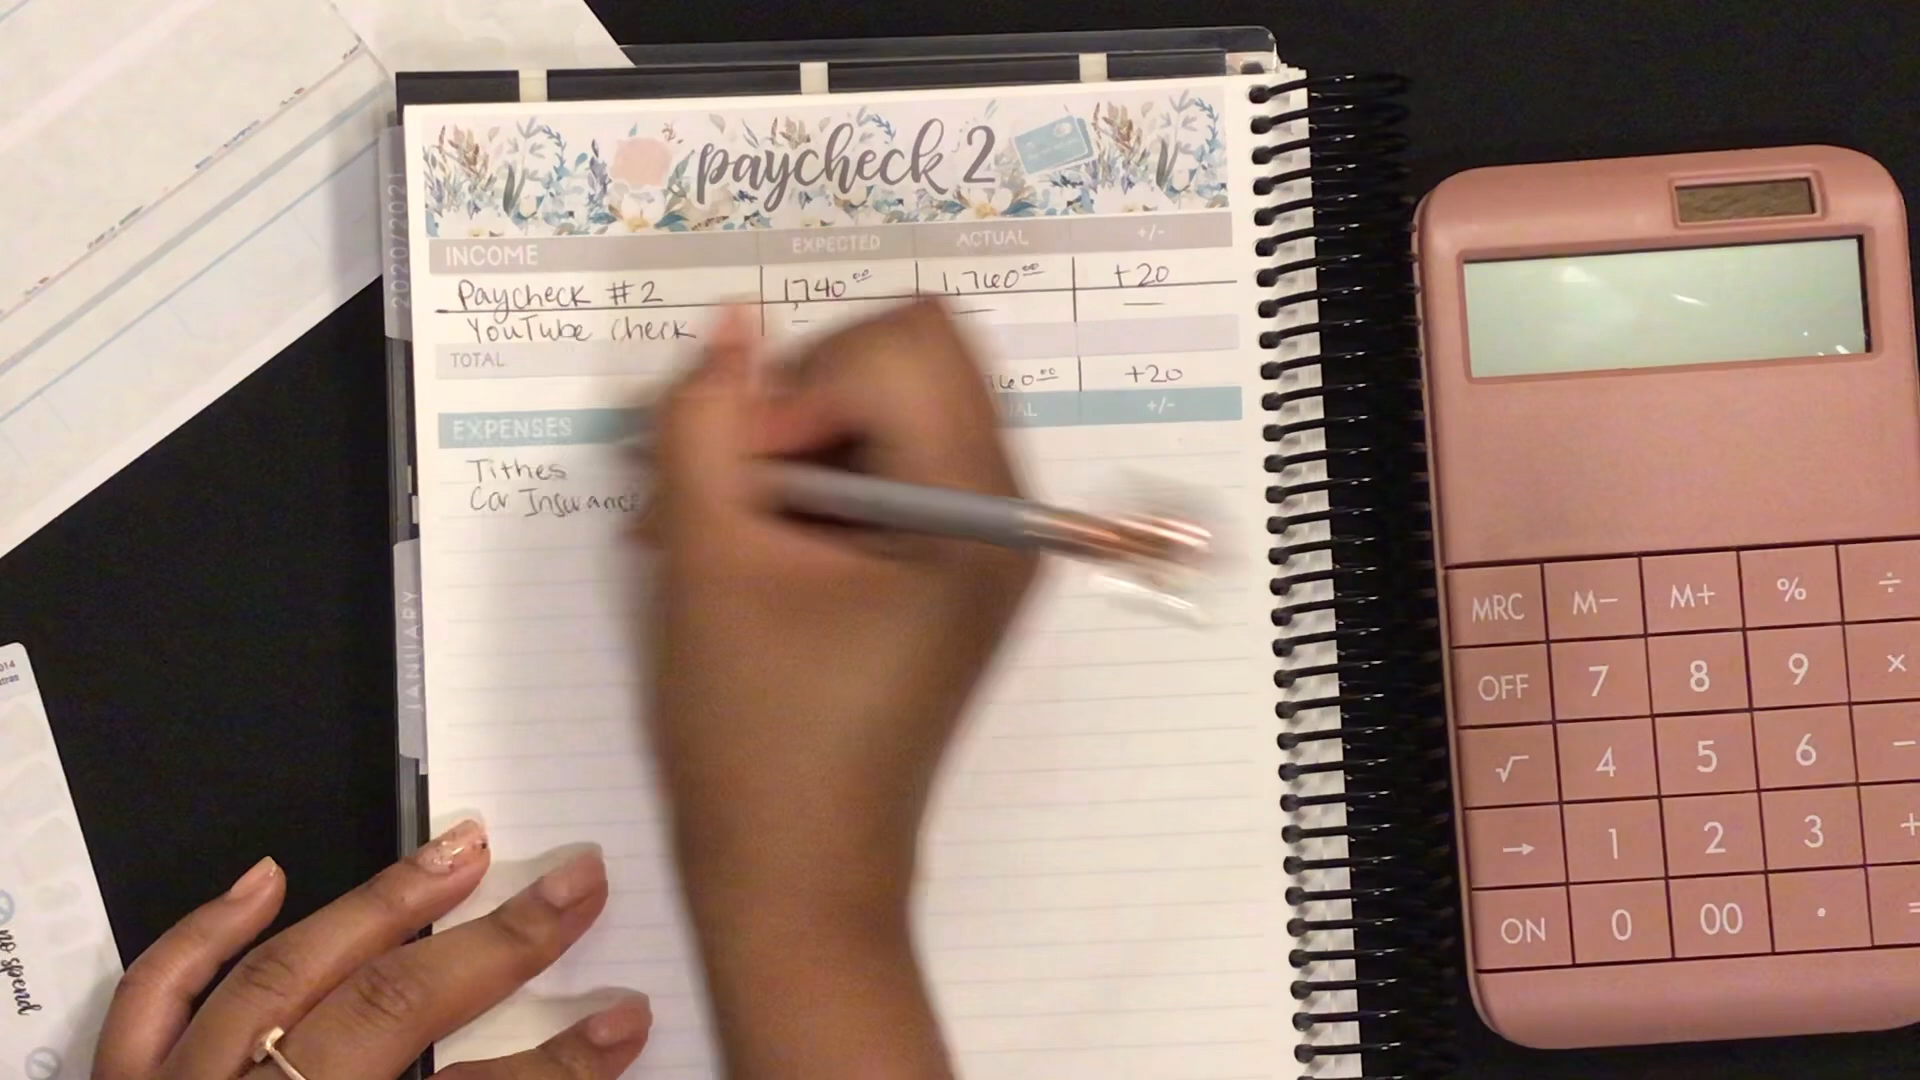 paycheck 2
INCOME EXPECTED ACTUAL +/-
Paycheck #2 1,740.00 1,760.00 +20
YouTube Check — — —
TOTAL
760.00 +20
EXPENSES +/-
Tithes
Car Insurance
2020/2021
JANUARY
no spend
MRC M− M+ % ÷
OFF 7 8 9 ×
√ 4 5 6 −
→ 1 2 3 +
ON 0 00 . =